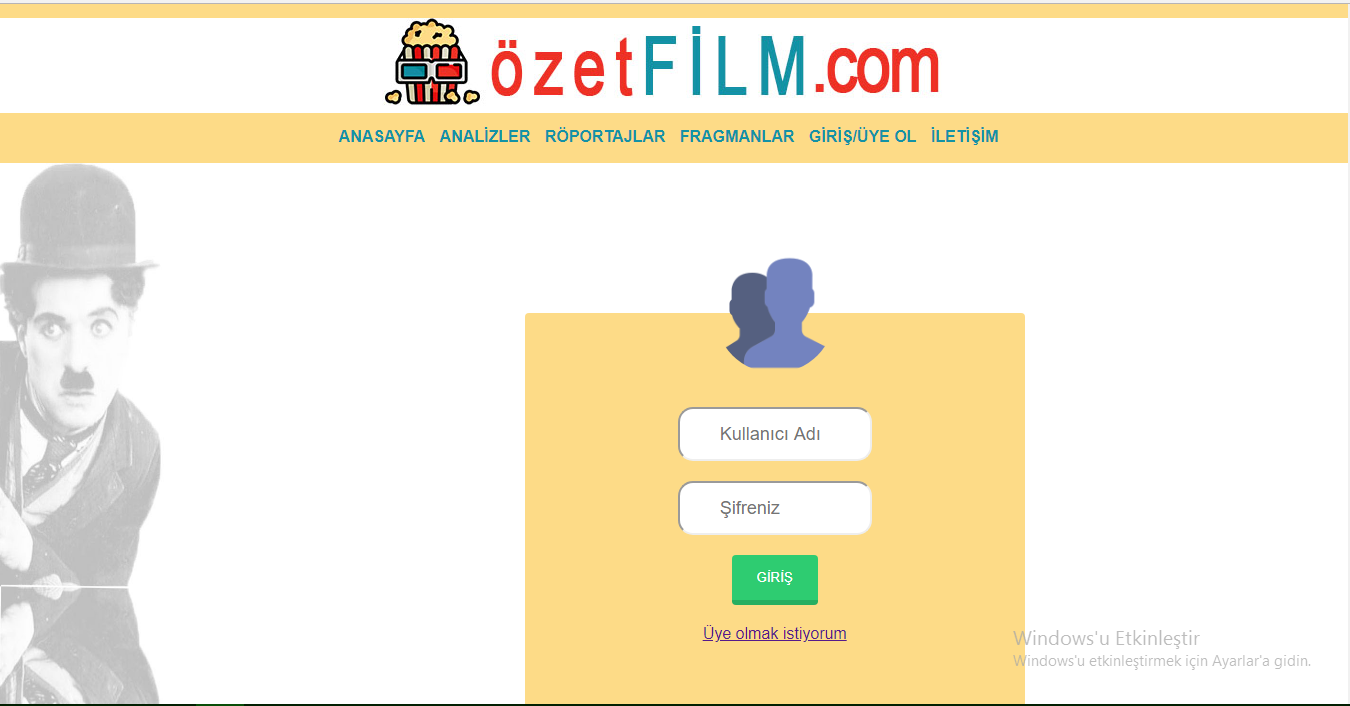 özetFİLM.com
ANASAYFA ANALİZLER RÖPORTAJLAR FRAGMANLAR GİRİŞ/ÜYE OL İLETİŞİM
Kullanıcı Adı
Şifreniz
GİRİŞ
Üye olmak istiyorum
Windows'u Etkinleştir
Windows'u etkinleştirmek için Ayarlar'a gidin.